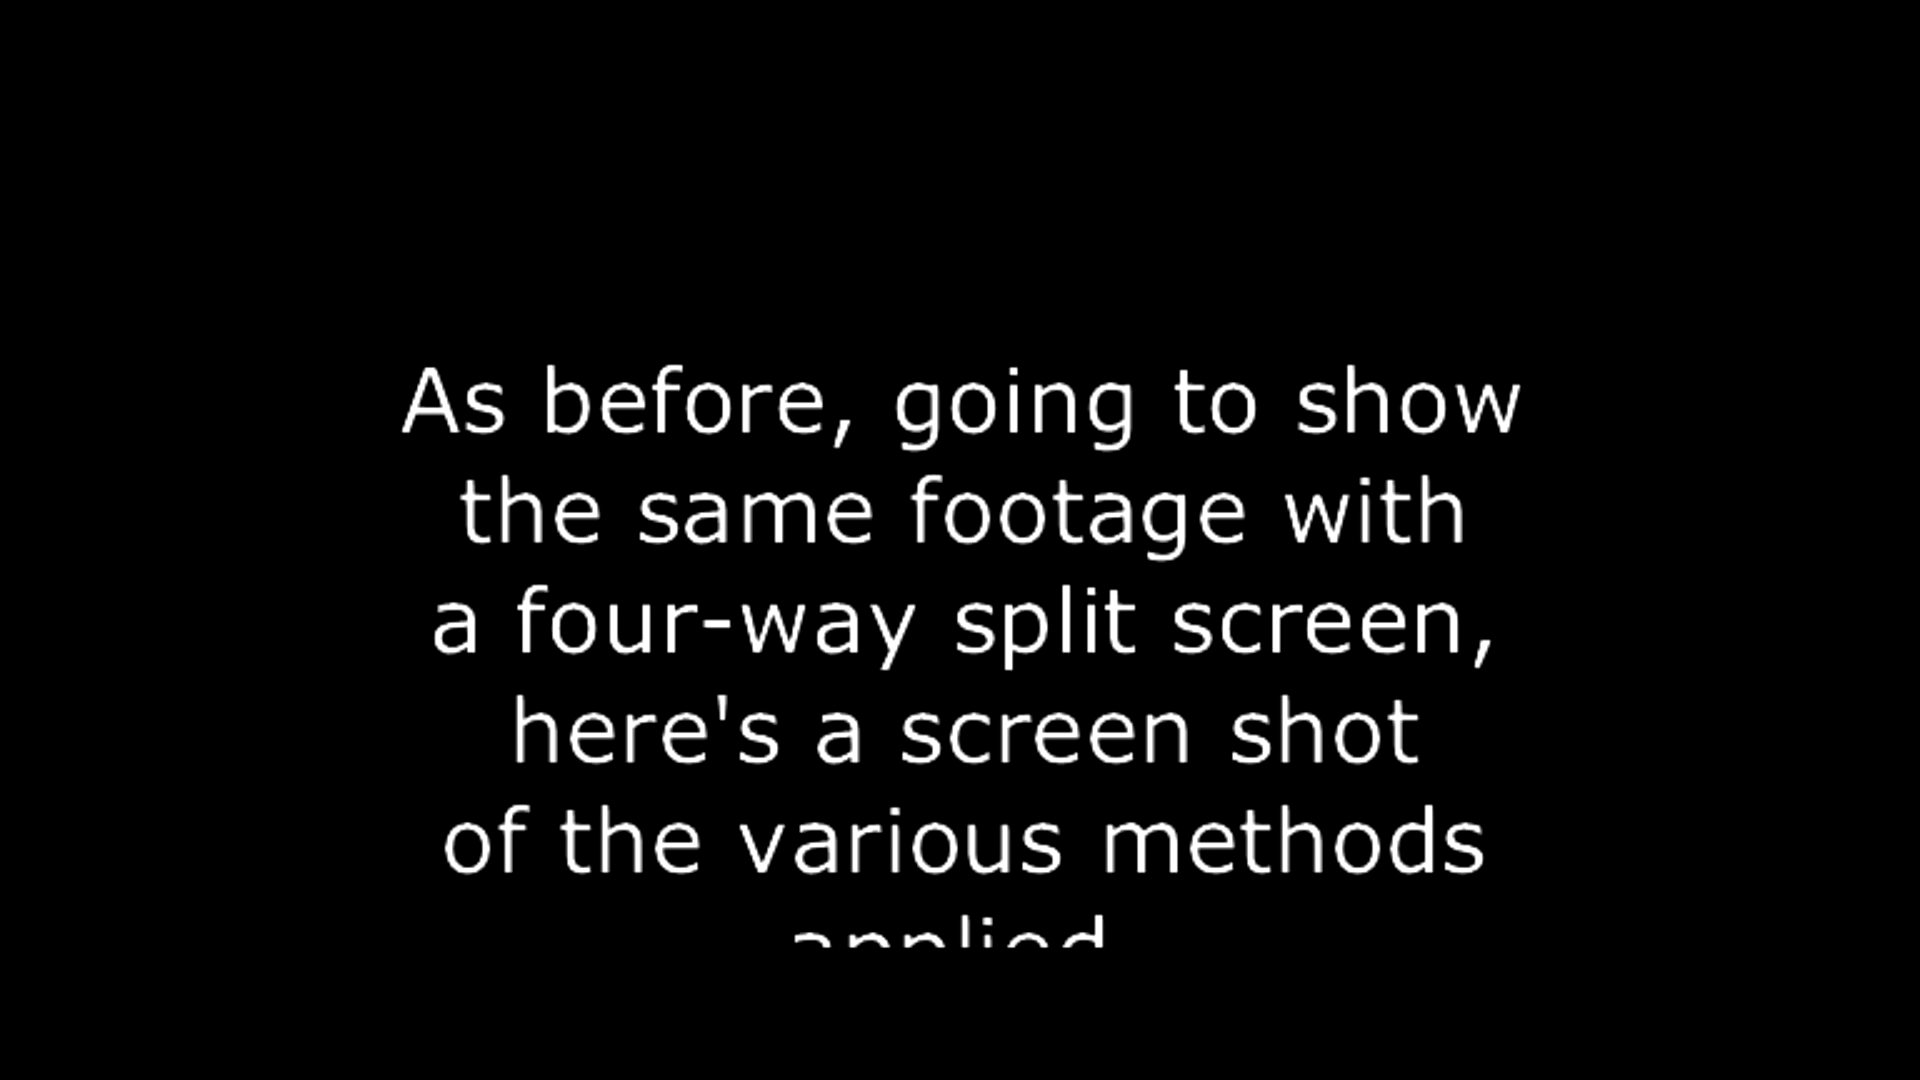 As before, going to show
the same footage with
a four-way split screen,
here's a screen shot
of the various methods
applied